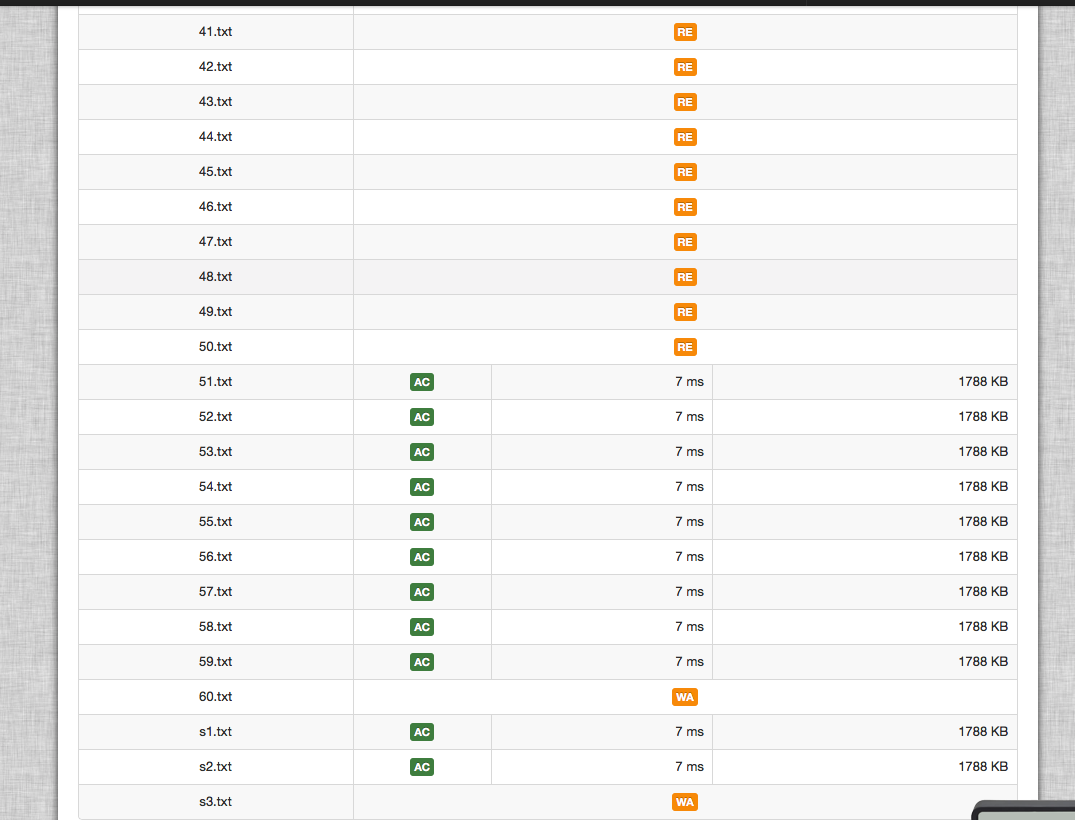 41.txt RE
42.txt RE
43.txt RE
44.txt RE
45.txt RE
46.txt RE
47.txt RE
48.txt RE
49.txt RE
50.txt RE
51.txt AC 7 ms 1788 KB
52.txt AC 7 ms 1788 KB
53.txt AC 7 ms 1788 KB
54.txt AC 7 ms 1788 KB
55.txt AC 7 ms 1788 KB
56.txt AC 7 ms 1788 KB
57.txt AC 7 ms 1788 KB
58.txt AC 7 ms 1788 KB
59.txt AC 7 ms 1788 KB
60.txt WA
s1.txt AC 7 ms 1788 KB
s2.txt AC 7 ms 1788 KB
s3.txt WA